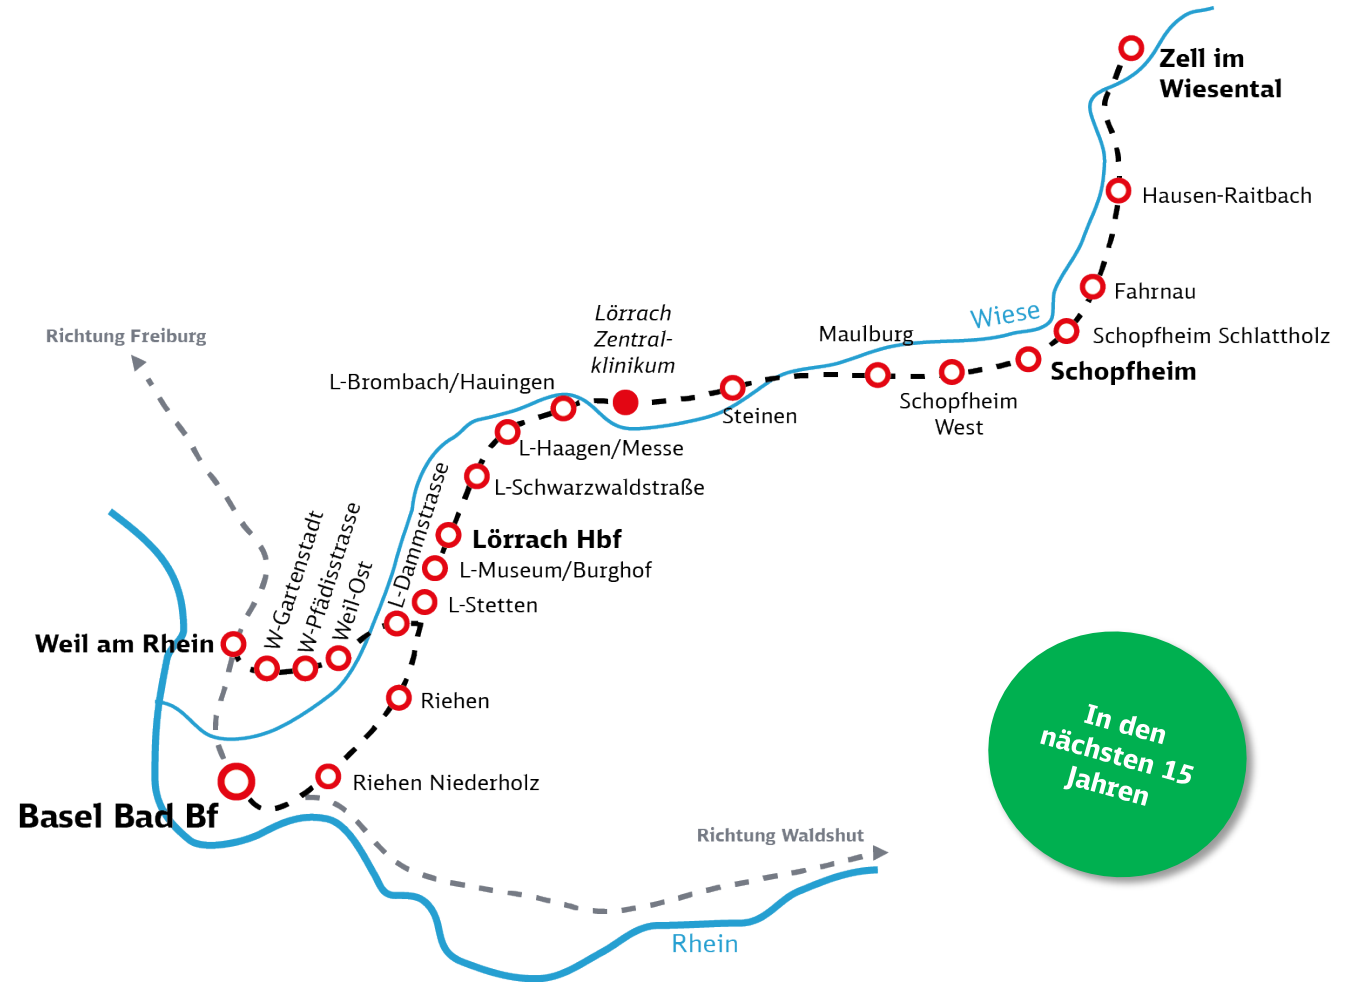 Zell im
Wiesental
Hausen-Raitbach
Fahrnau
Schopfheim Schlattholz
Schopfheim
Wiese
Maulburg
Schopfheim
West
Steinen
Lörrach
Zentral-
klinikum
L-Brombach/Hauingen
L-Haagen/Messe
L-Schwarzwaldstraße
Lörrach Hbf
L-Museum/Burghof
L-Stetten
L-Dammstrasse
Weil-Ost
W-Pfädisstrasse
W-Gartenstadt
Weil am Rhein
Richtung Freiburg
Riehen
Riehen Niederholz
Basel Bad Bf
Richtung Waldshut
Rhein
In den
nächsten 15
Jahren